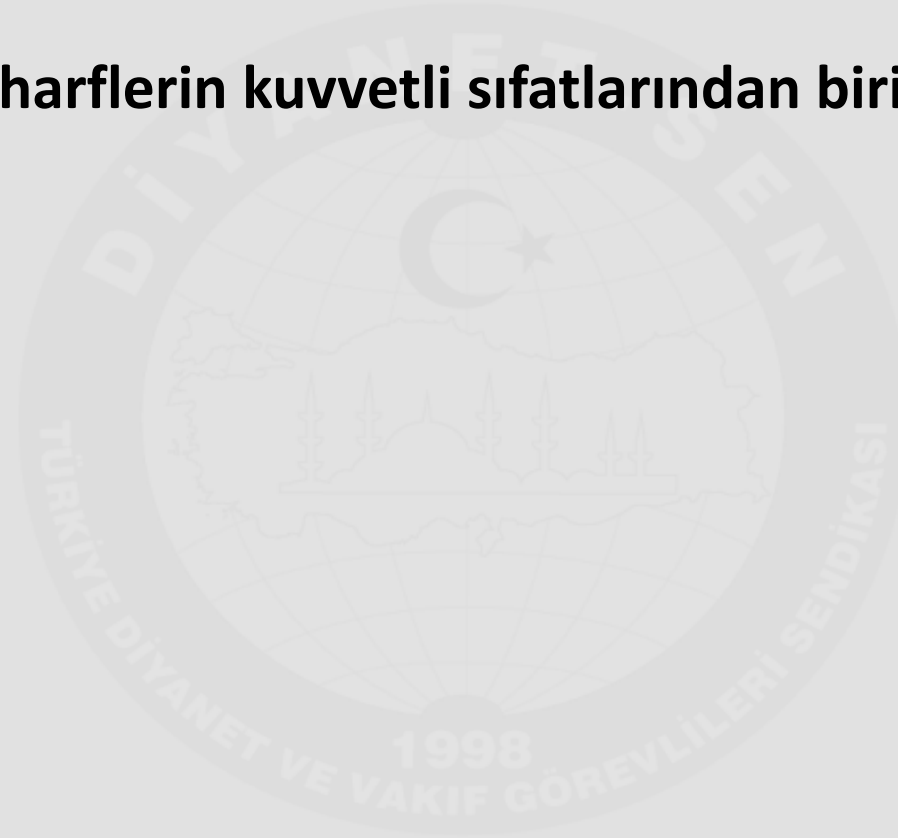 harflerin kuvvetli sıfatlarından biri
DİYANET SEN
TÜRKİYE DİYANET VE VAKIF GÖREVLİLERİ SENDİKASI
1998